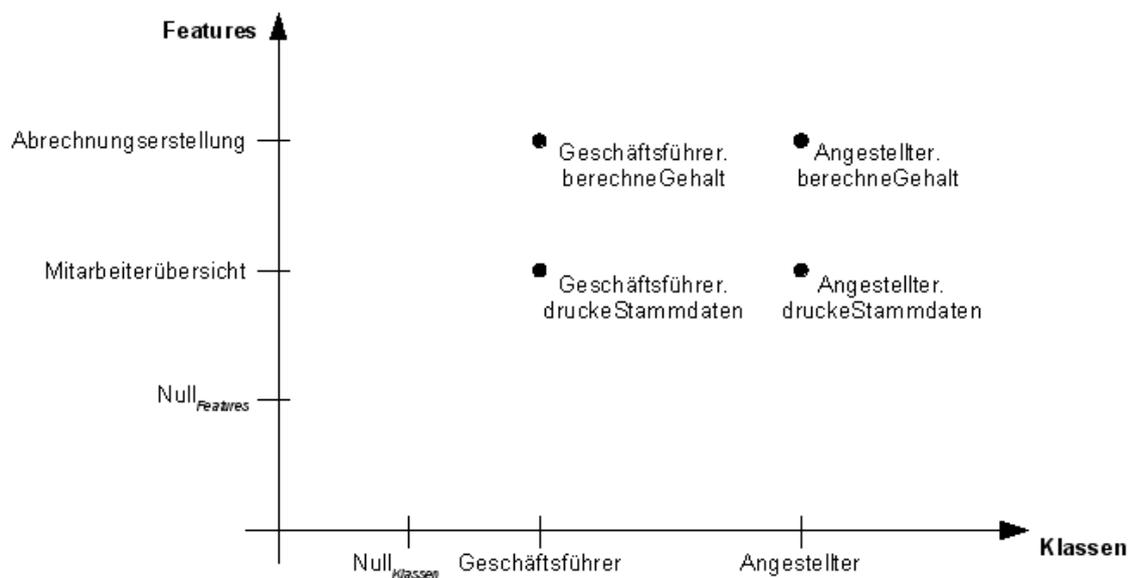 Features
Abrechnungserstellung
Geschäftsführer.
berechneGehalt
Angestellter.
berechneGehalt
Mitarbeiterübersicht
Geschäftsführer.
druckeStammdaten
Angestellter.
druckeStammdaten
Null Features
Klassen
Null Klassen
Geschäftsführer
Angestellter